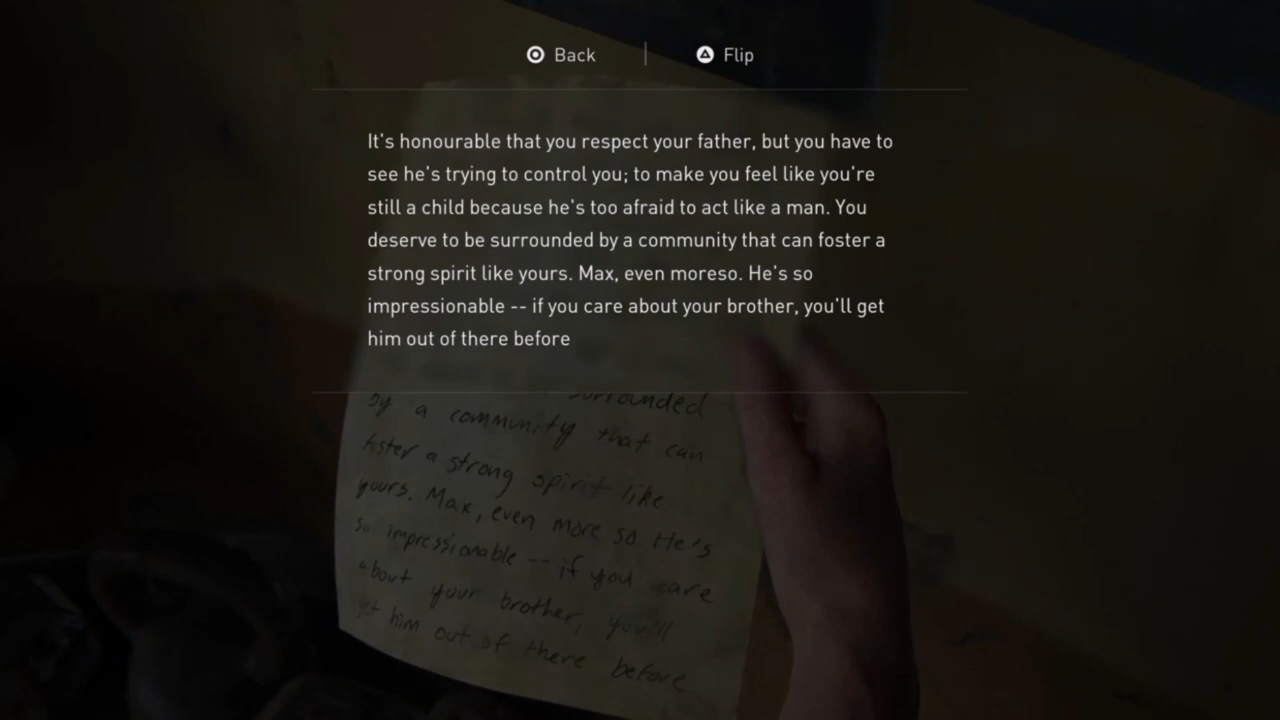 Back | Flip
It's honourable that you respect your father, but you have to
see he's trying to control you; to make you feel like you're
still a child because he's too afraid to act like a man. You
deserve to be surrounded by a community that can foster a
strong spirit like yours. Max, even moreso. He's so
impressionable -- if you care about your brother, you'll get
him out of there before
surrounded
by a community that can
foster a strong spirit like
yours. Max, even more so. He's
so impressionable -- if you care
about your brother, you'll
get him out of there before